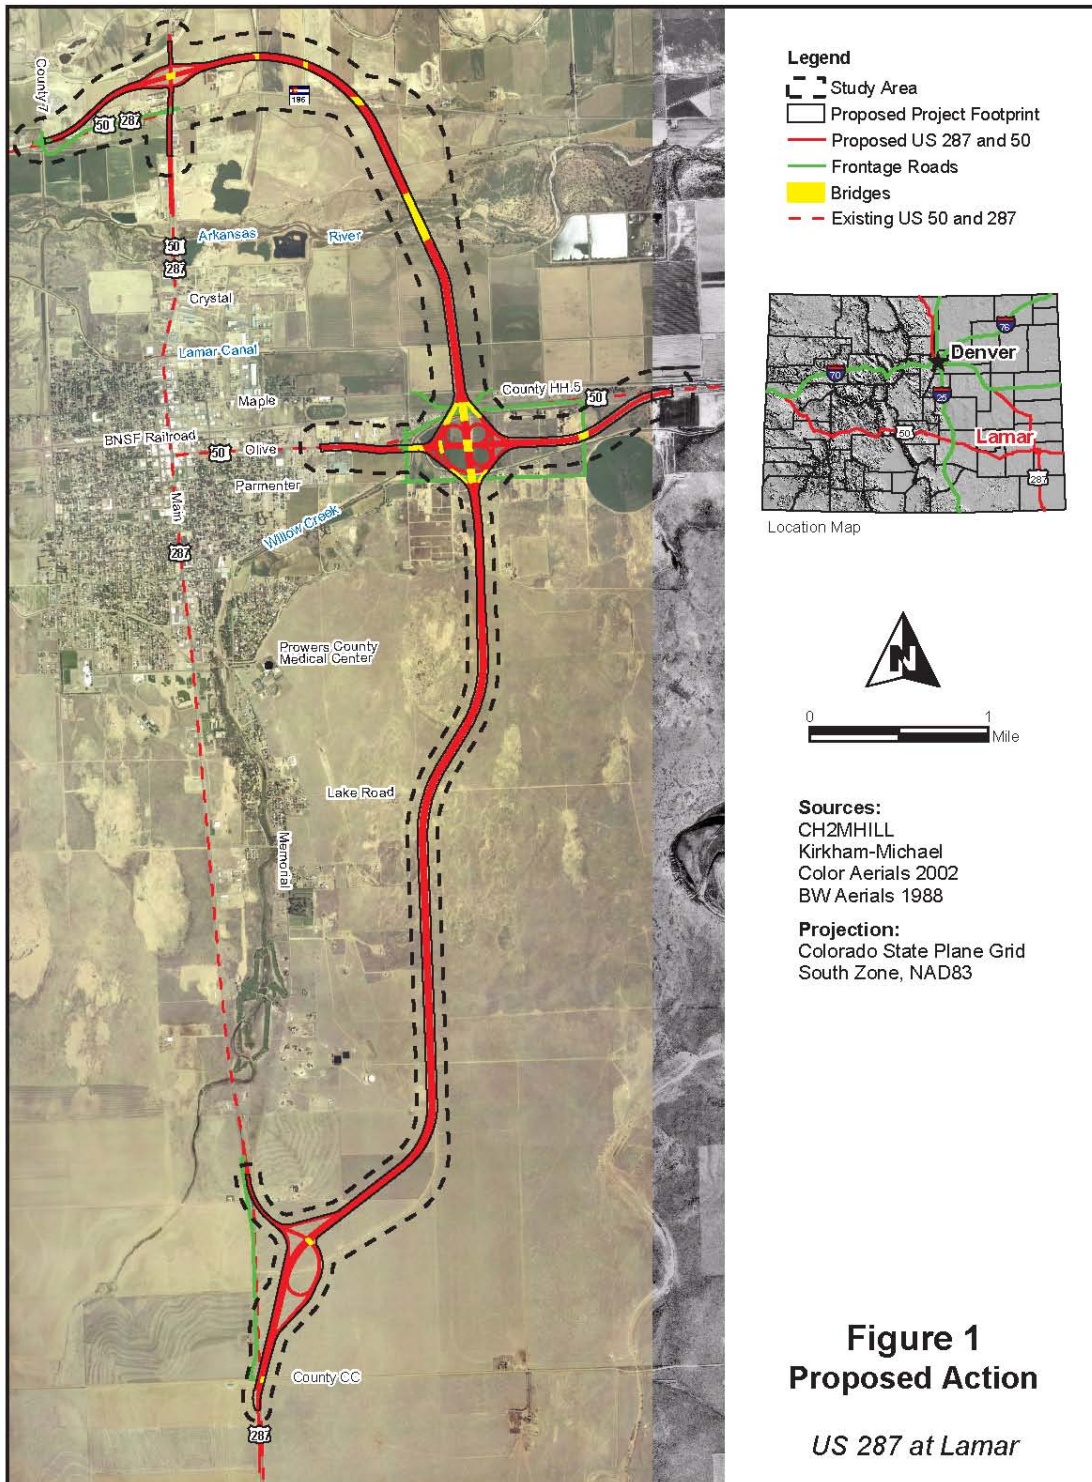 County 7
50
287
196
Arkansas
River
50
287
Crystal
Lamar Canal
Maple
County HH.5
50
BNSF Railroad
50
Olive
Parmenter
Main
Willow Creek
287
Prowers County
Medical Center
Lake Road
Memorial
County CC
287
Legend
Study Area
Proposed Project Footprint
Proposed US 287 and 50
Frontage Roads
Bridges
Existing US 50 and 287
76
Denver
70
25
50
Lamar
287
Location Map
N
0
1
Mile
Sources:
CH2MHILL
Kirkham-Michael
Color Aerials 2002
BW Aerials 1988
Projection:
Colorado State Plane Grid
South Zone, NAD83
Figure 1
Proposed Action
US 287 at Lamar